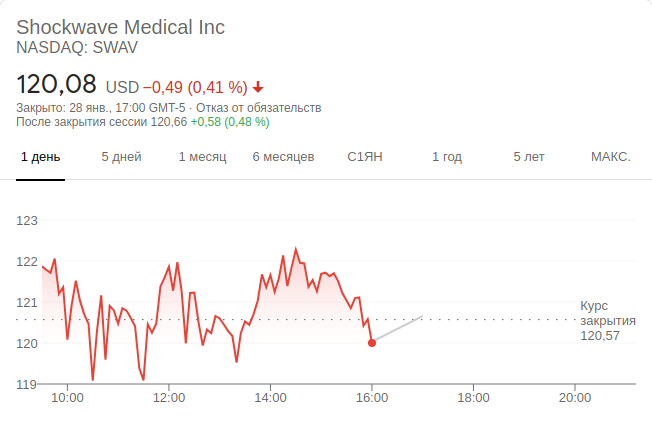 Shockwave Medical Inc
NASDAQ: SWAV
120,08 USD −0,49 (0,41 %)
Закрыто: 28 янв., 17:00 GMT-5 · Отказ от обязательств
После закрытия сессии 120,66 +0,58 (0,48 %)
1 день 5 дней 1 месяц 6 месяцев С1ЯН 1 год 5 лет МАКС.
123
122
121
120
119
Курс
закрытия
120,57
10:00 12:00 14:00 16:00 18:00 20:00